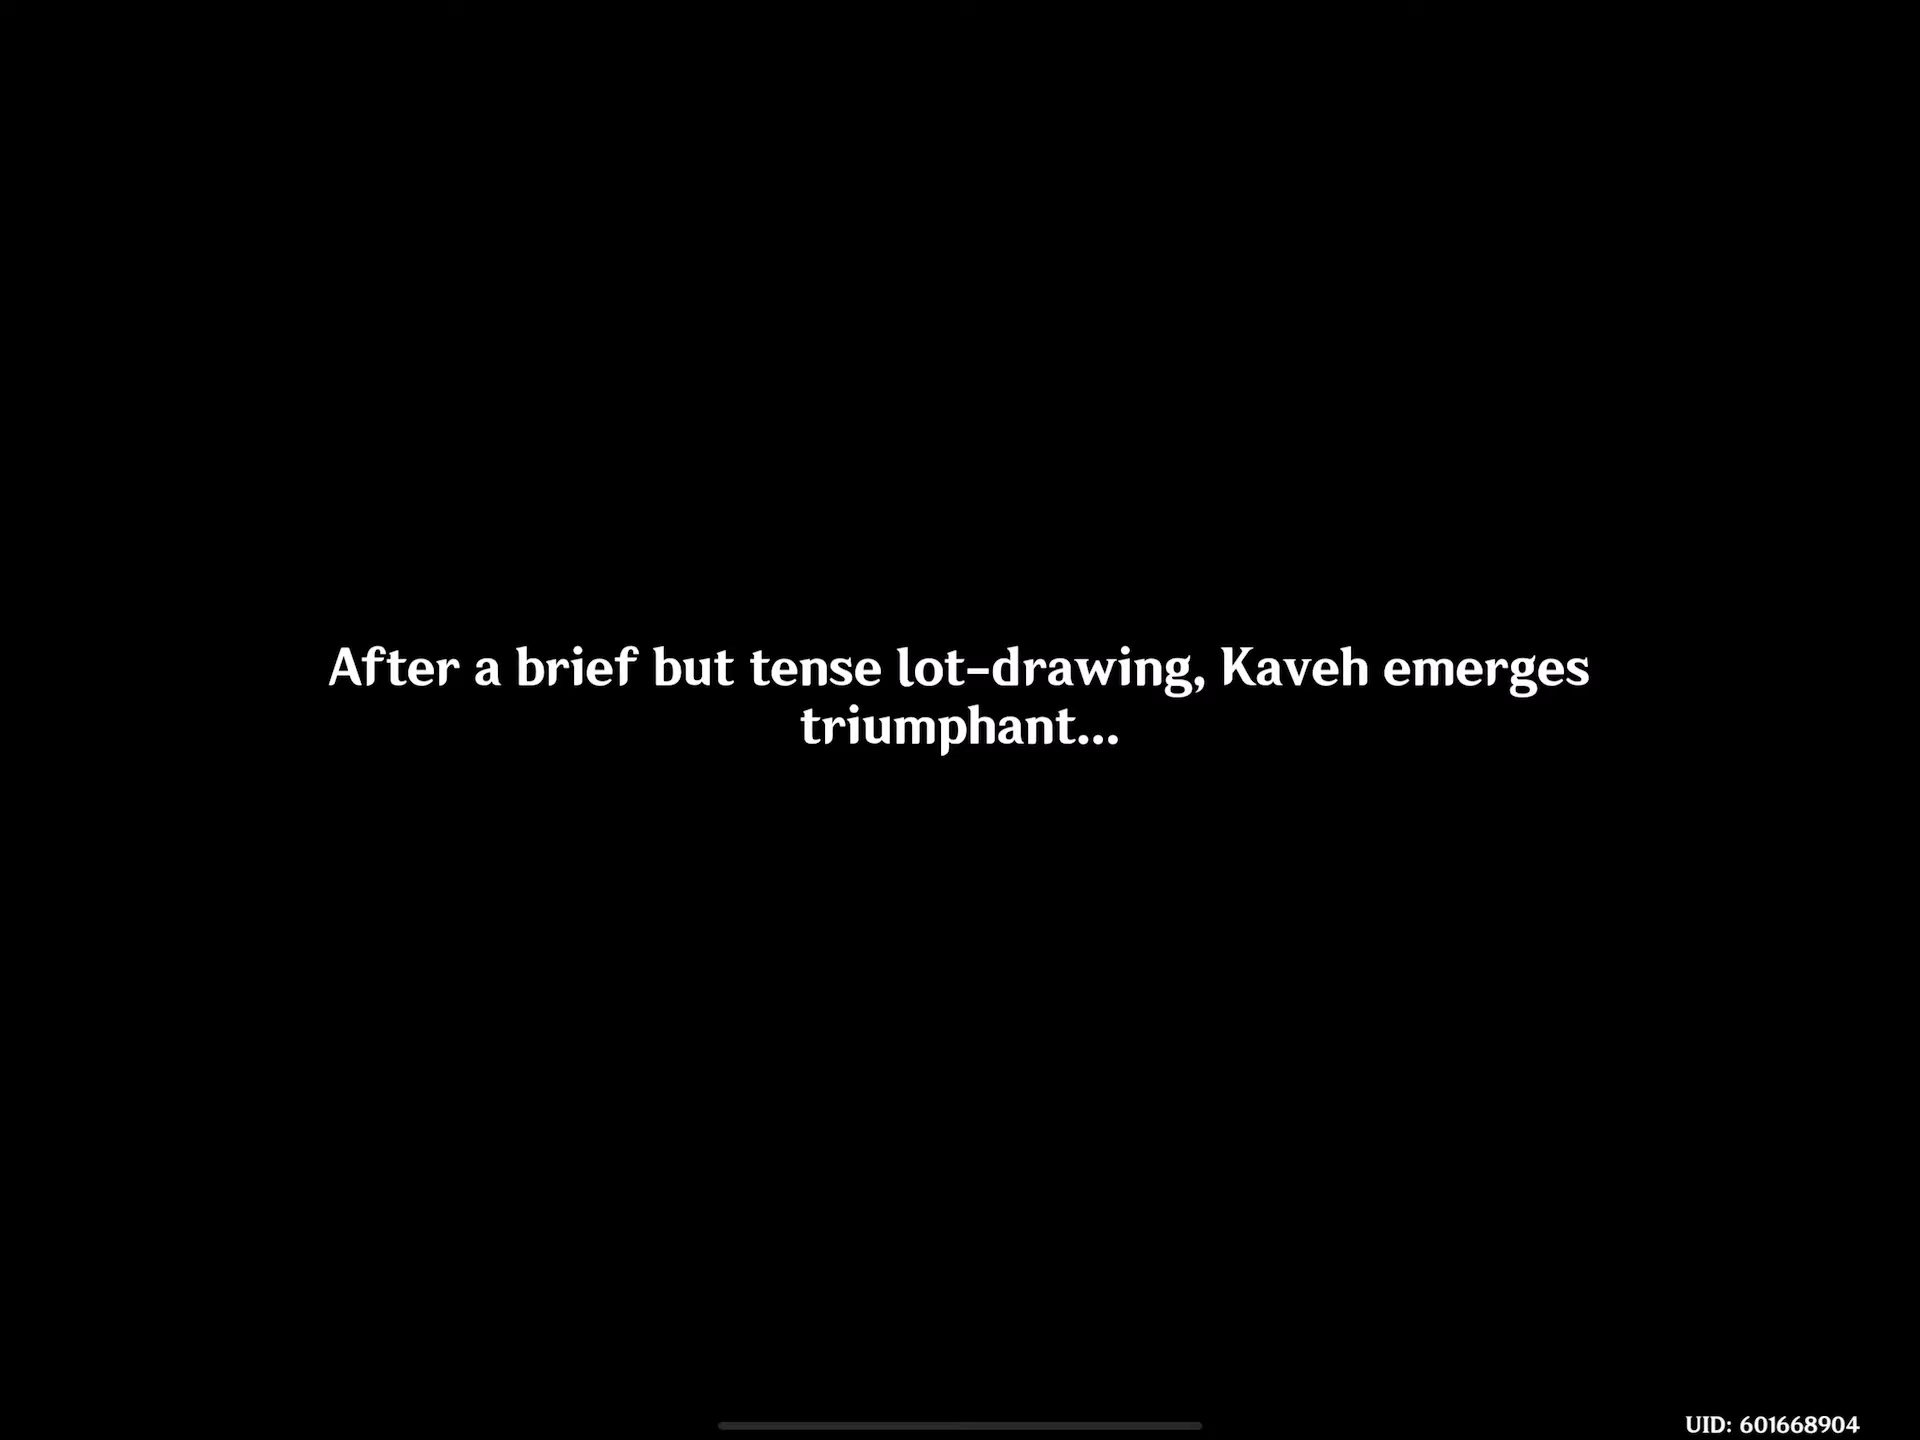 After a brief but tense lot-drawing, Kaveh emerges
triumphant...
UID: 601668904